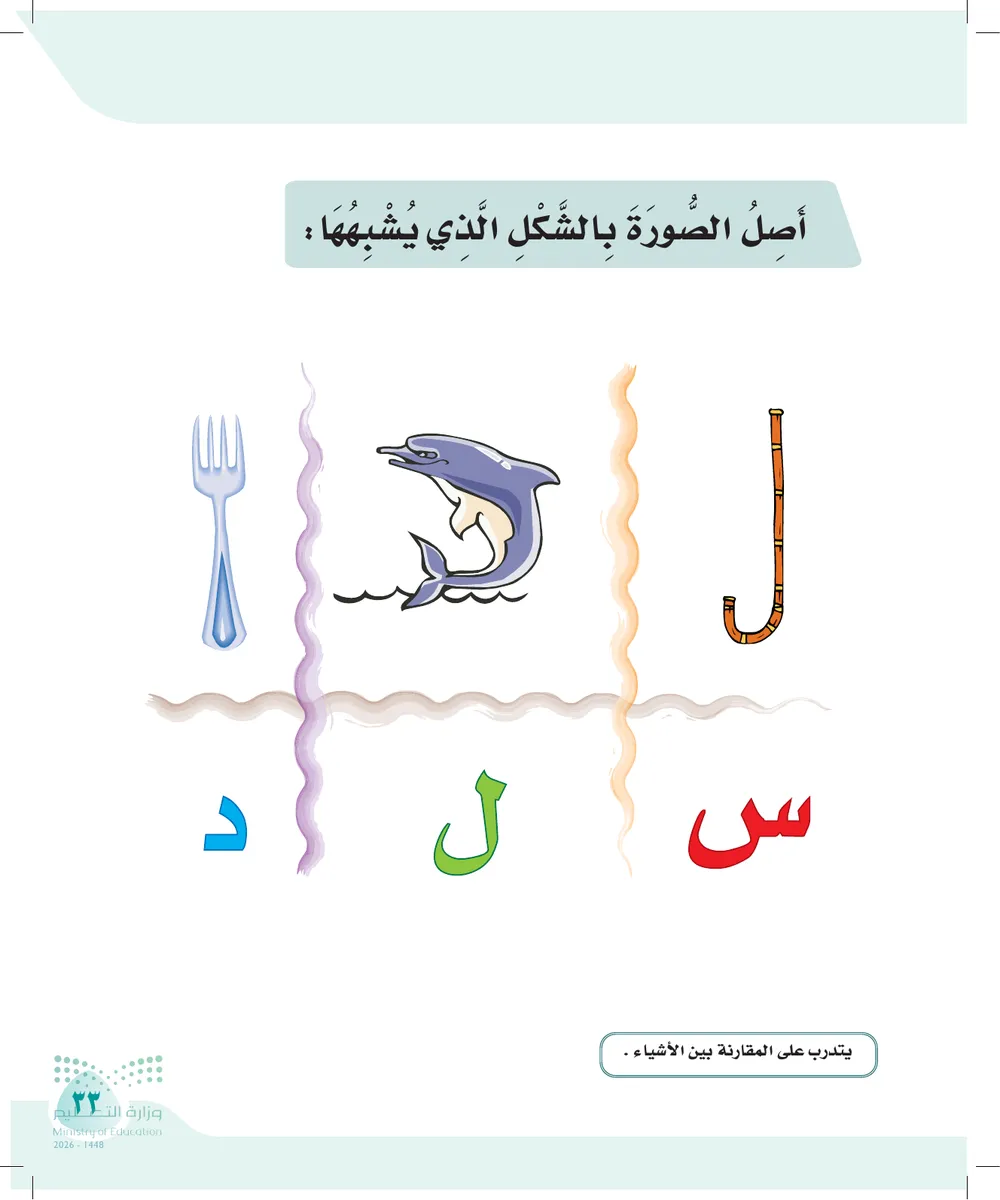 أَصِلُ الصُّورَةَ بِالشَّكْلِ الَّذِي يُشْبِهُهَا :
س ل د
يتدرب على المقارنة بين الأشياء .
٣٣
وزارة التعليم
Ministry of Education
2026 - 1448